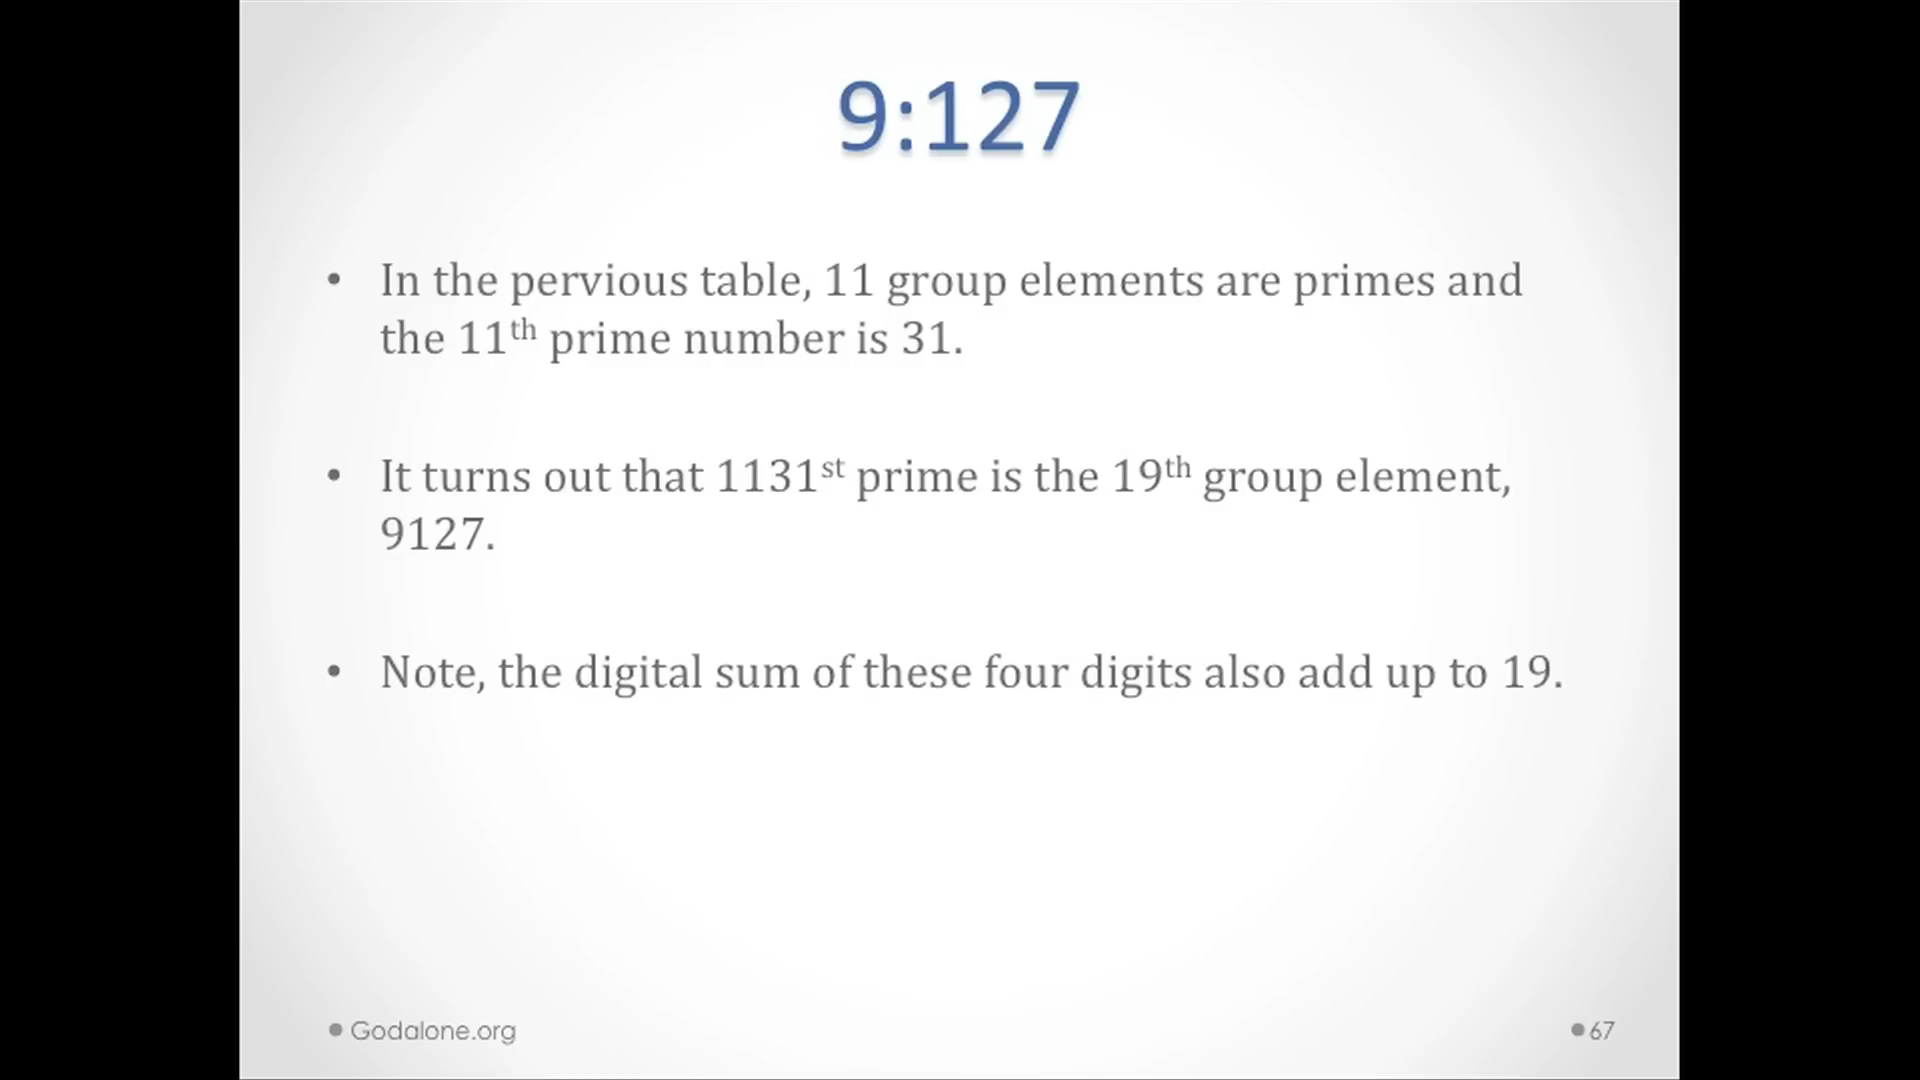 9:127
• In the pervious table, 11 group elements are primes and
the 11th prime number is 31.
• It turns out that 1131st prime is the 19th group element,
9127.
• Note, the digital sum of these four digits also add up to 19.
• Godalone.org
• 67